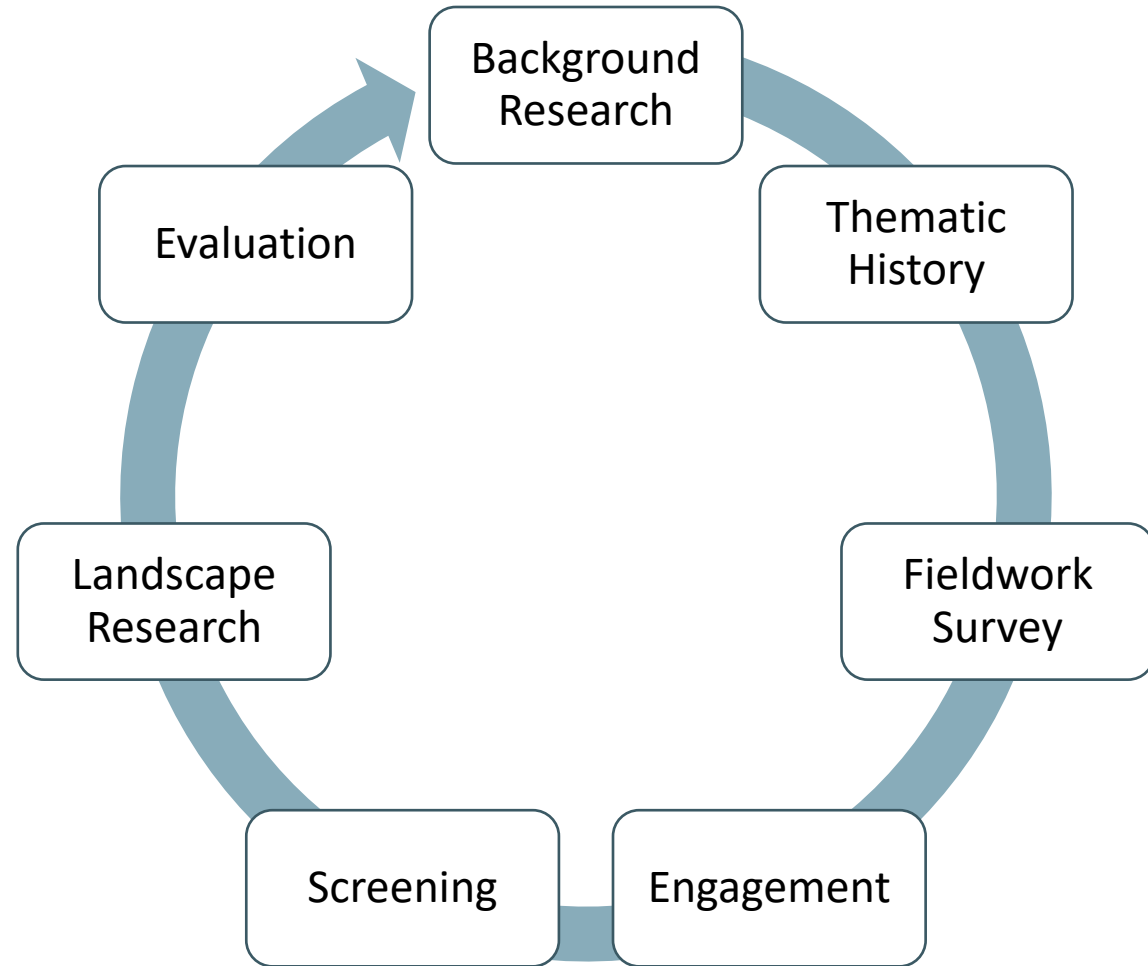 Background
Research
Thematic
History
Fieldwork
Survey
Engagement
Screening
Landscape
Research
Evaluation